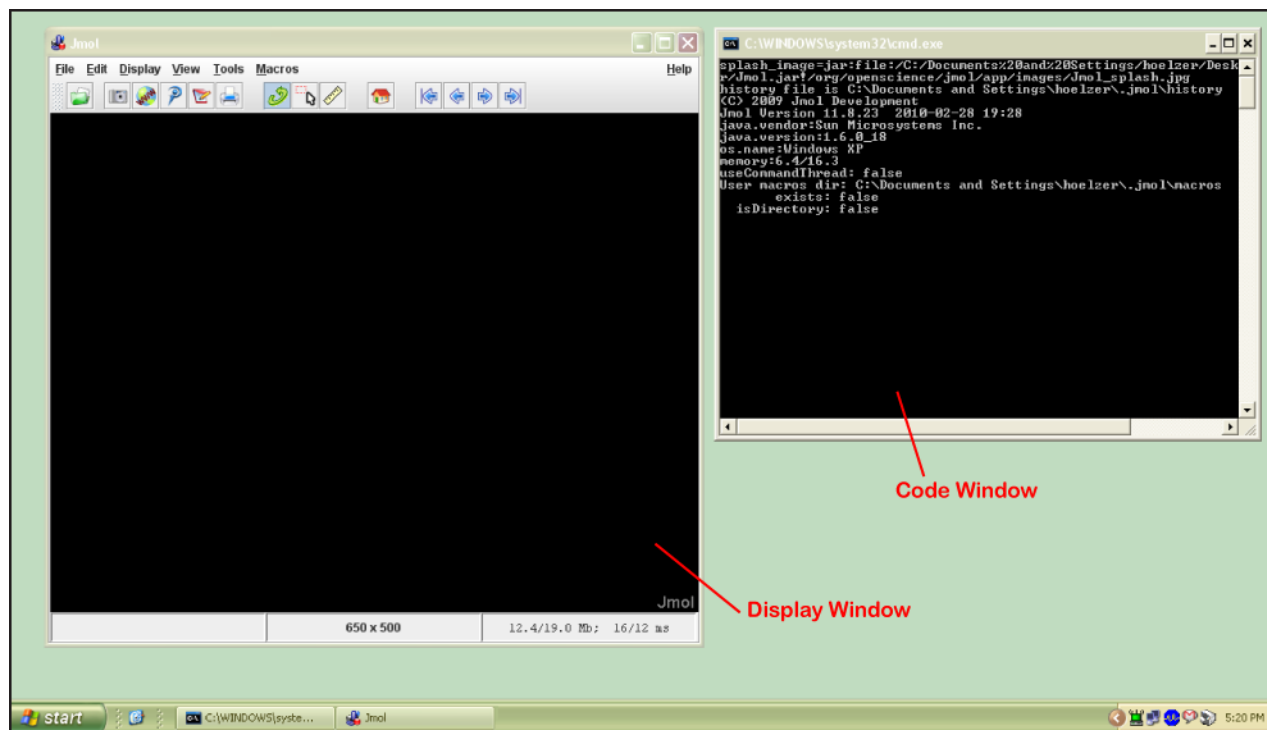 Jmol
File Edit Display View Tools Macros Help
Jmol
650 x 500 12.4/19.0 Mb; 16/12 ms
C:\WINDOWS\system32\cmd.exe
splash_image=jar:file:/C:/Documents%20and%20Settings/hoelzer/Desk
r/Jmol.jar!/org/openscience/jmol/app/images/Jmol_splash.jpg
history file is C:\Documents and Settings\hoelzer\.jmol\history
(C) 2009 Jmol Development
Jmol Version 11.8.23  2010-02-28 19:28
java.vendor:Sun Microsystems Inc.
java.version:1.6.0_18
os.name:Windows XP
memory:6.4/16.3
useCommandThread: false
User macros dir: C:\Documents and Settings\hoelzer\.jmol\macros
exists: false
isDirectory: false
Code Window
Display Window
start C:\WINDOWS\syste... Jmol 5:20 PM